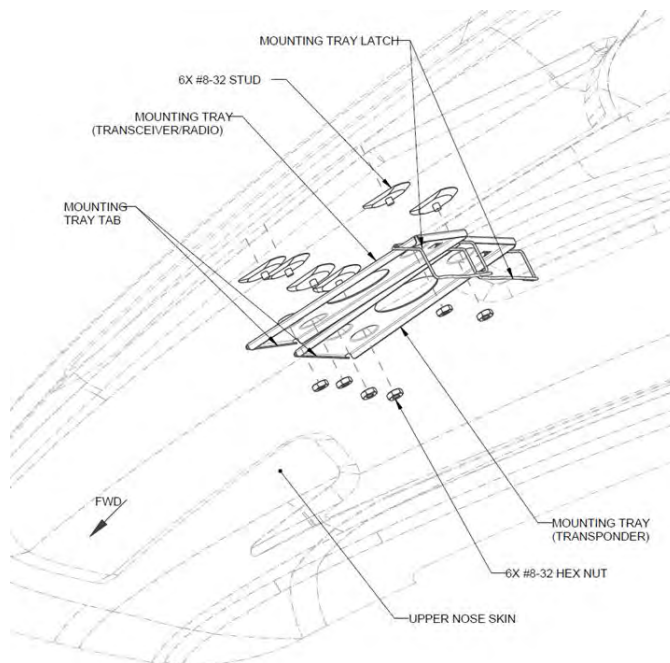 MOUNTING TRAY LATCH
6X #8-32 STUD
MOUNTING TRAY
(TRANSCEIVER/RADIO)
MOUNTING
TRAY TAB
FWD
MOUNTING TRAY
(TRANSPONDER)
6X #8-32 HEX NUT
UPPER NOSE SKIN